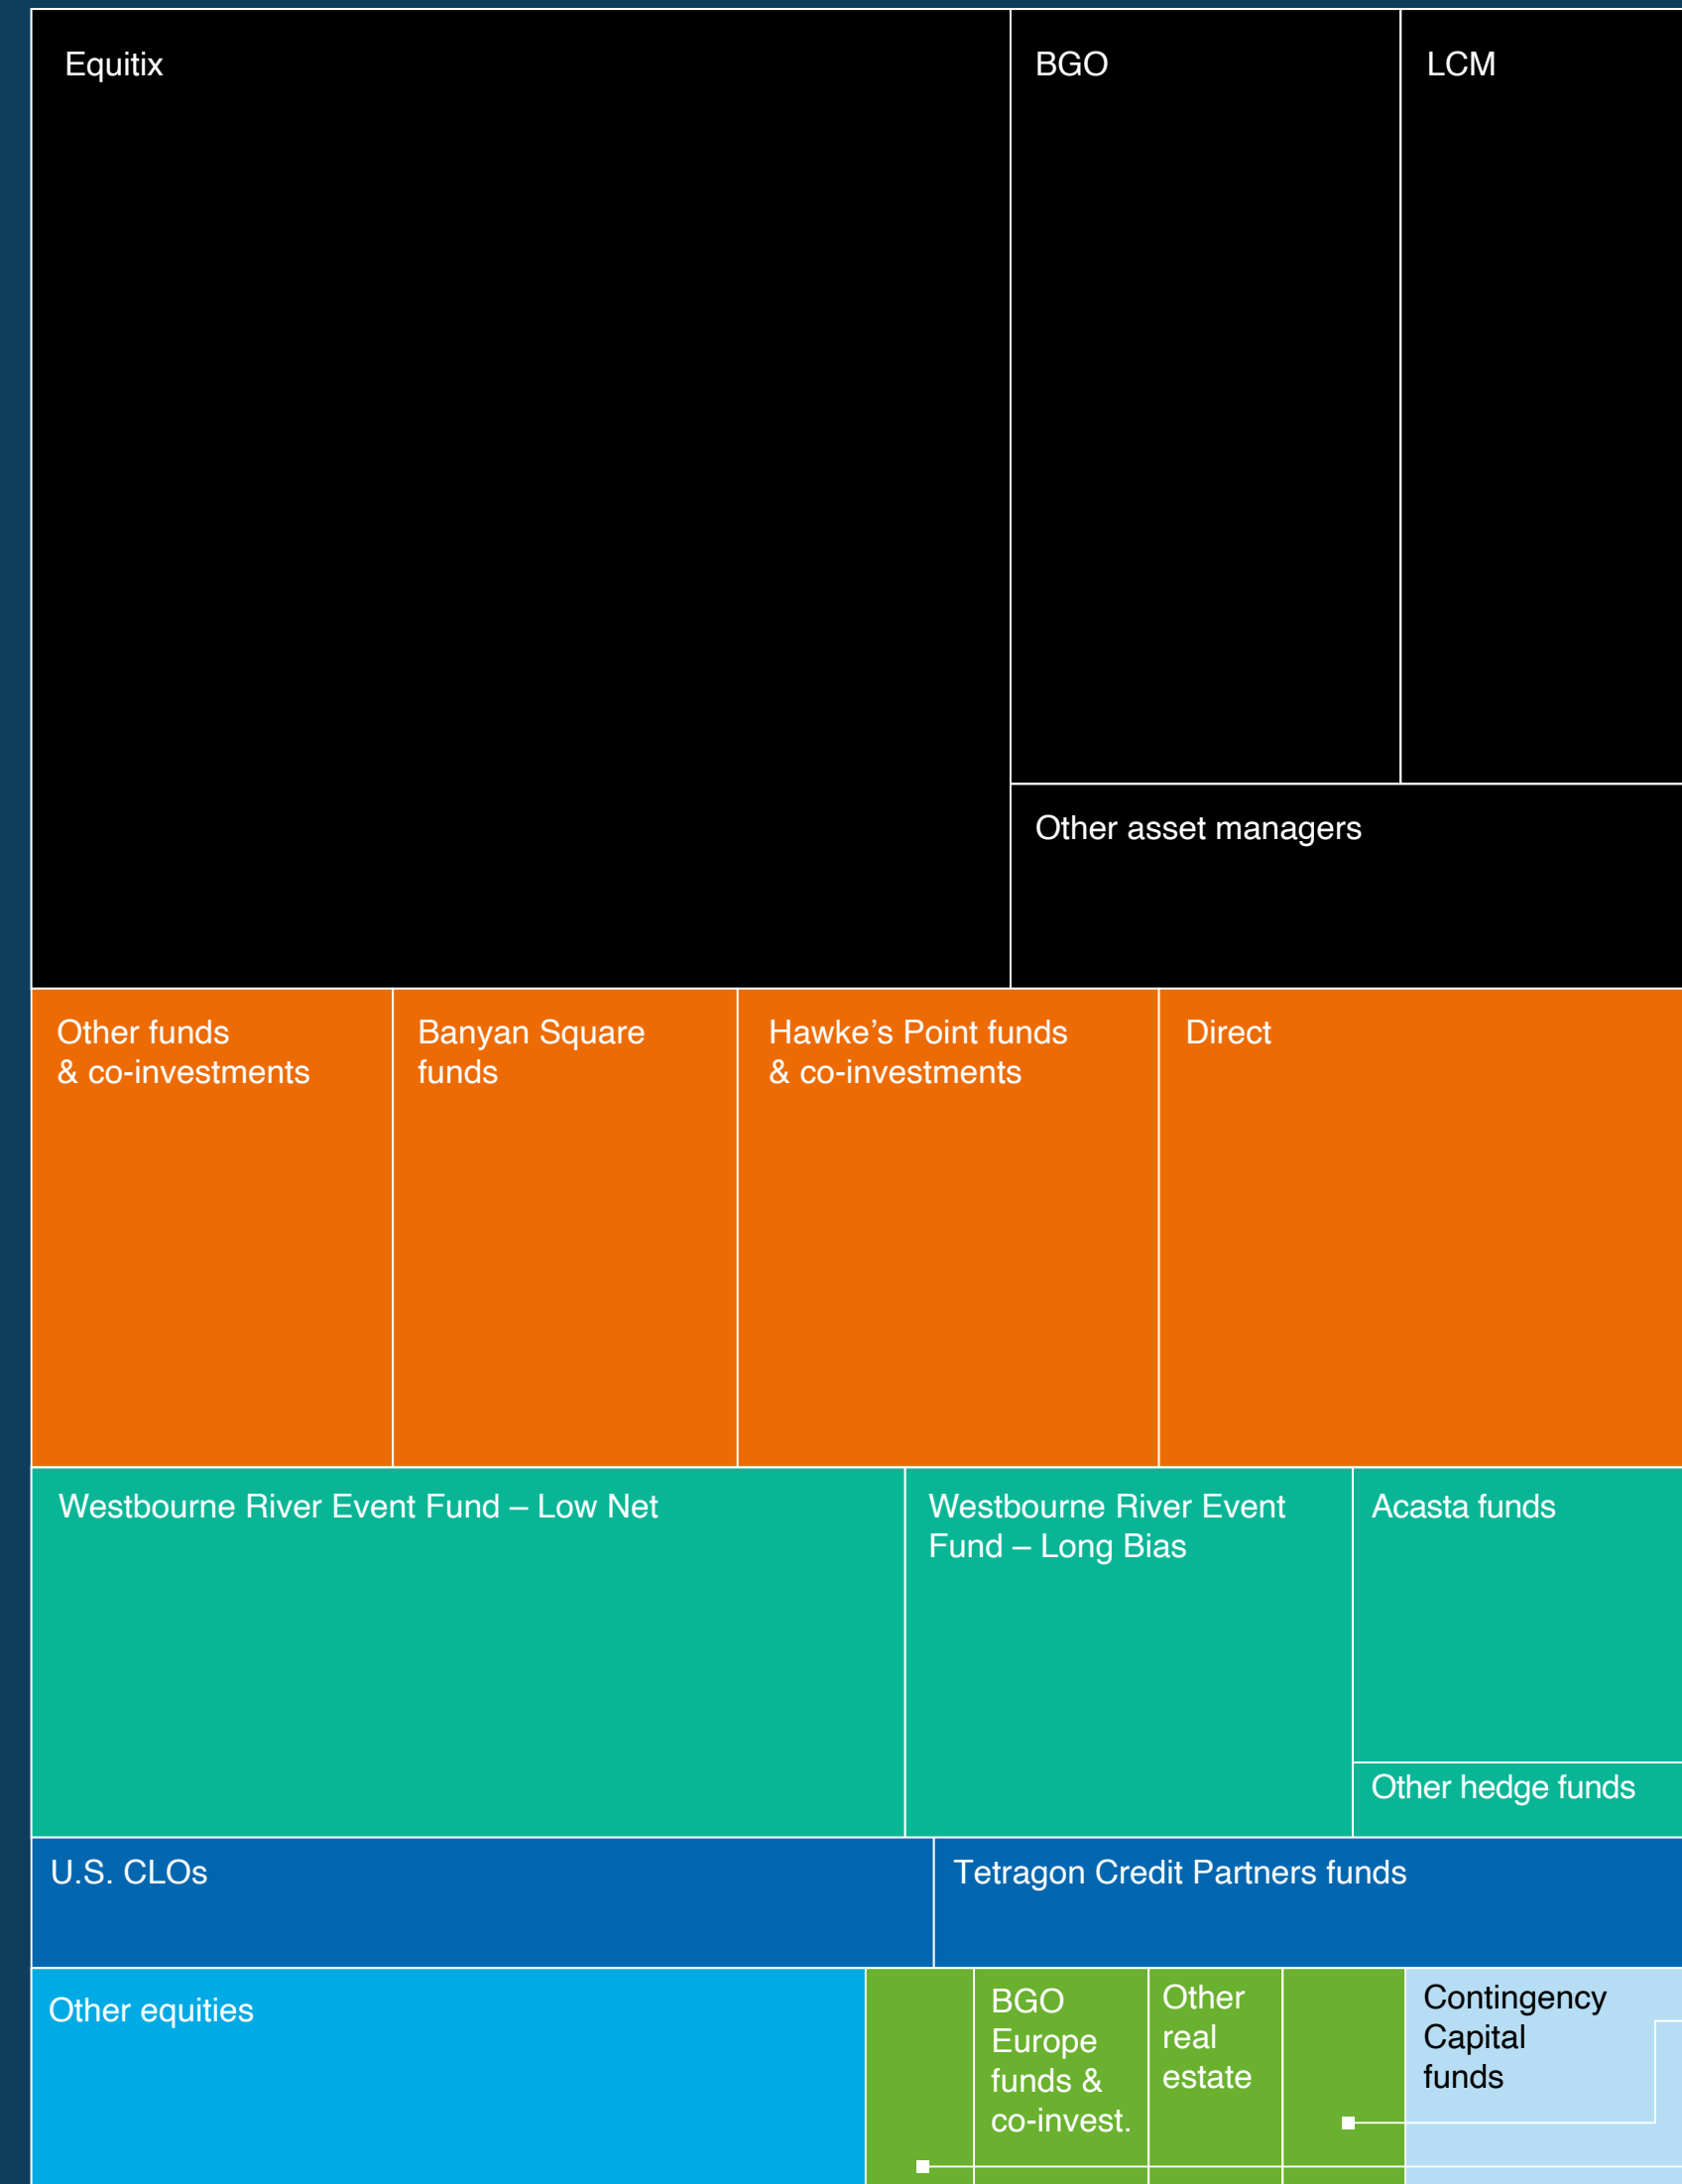 Equitix
BGO
LCM
Other asset managers
Other funds
& co-investments
Banyan Square
funds
Hawke’s Point funds
& co-investments
Direct
Westbourne River Event Fund – Low Net
Westbourne River Event
Fund – Long Bias
Acasta funds
Other hedge funds
U.S. CLOs
Tetragon Credit Partners funds
Other equities
BGO
Europe
funds &
co-invest.
Other
real
estate
Contingency
Capital
funds